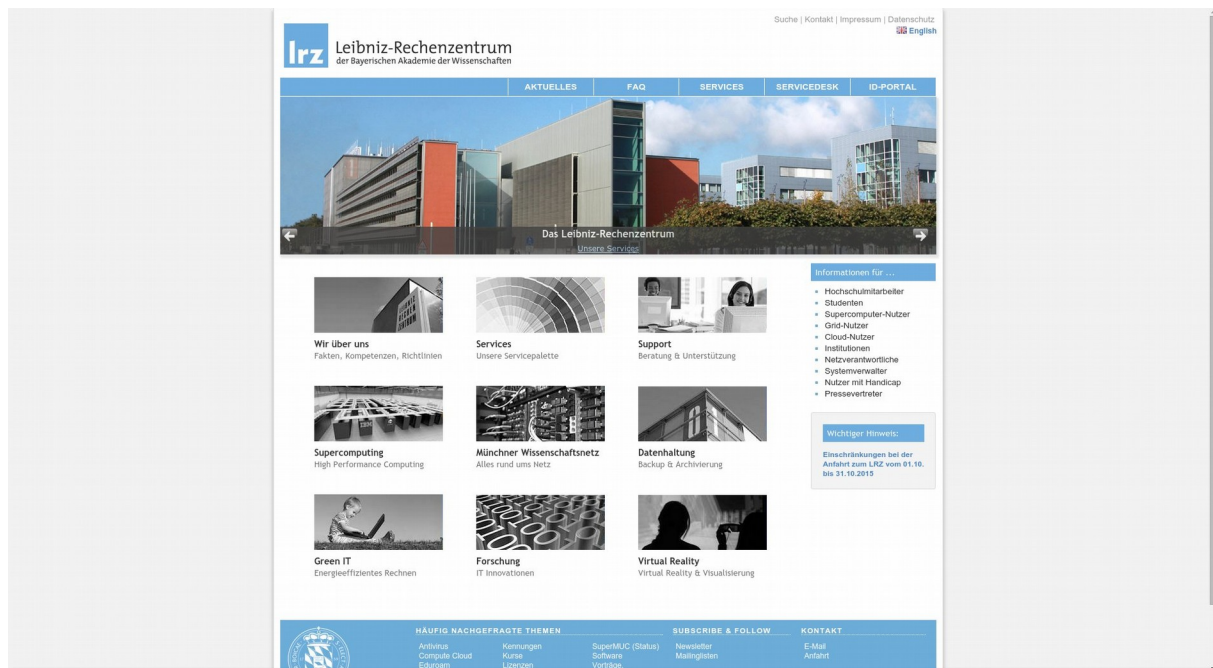 Suche | Kontakt | Impressum | Datenschutz
English
lrz Leibniz-Rechenzentrum
der Bayerischen Akademie der Wissenschaften
AKTUELLES FAQ SERVICES SERVICEDESK ID-PORTAL
Das Leibniz-Rechenzentrum
Unsere Services
Wir über uns
Fakten, Kompetenzen, Richtlinien
Services
Unsere Servicepalette
Support
Beratung & Unterstützung
Supercomputing
High Performance Computing
Münchner Wissenschaftsnetz
Alles rund ums Netz
Datenhaltung
Backup & Archivierung
Green IT
Energieeffizientes Rechnen
Forschung
IT Innovationen
Virtual Reality
Virtual Reality & Visualisierung
Informationen für ...
Hochschulmitarbeiter
Studenten
Supercomputer-Nutzer
Grid-Nutzer
Cloud-Nutzer
Institutionen
Netzverantwortliche
Systemverwalter
Nutzer mit Handicap
Pressevertreter
Wichtiger Hinweis:
Einschränkungen bei der
Anfahrt zum LRZ vom 01.10.
bis 31.10.2015
HÄUFIG NACHGEFRAGTE THEMEN
Antivirus
Compute Cloud
Eduroam
Kennungen
Kurse
Lizenzen
SuperMUC (Status)
Software
Vorträge,
SUBSCRIBE & FOLLOW
Newsletter
Mailinglisten
KONTAKT
E-Mail
Anfahrt